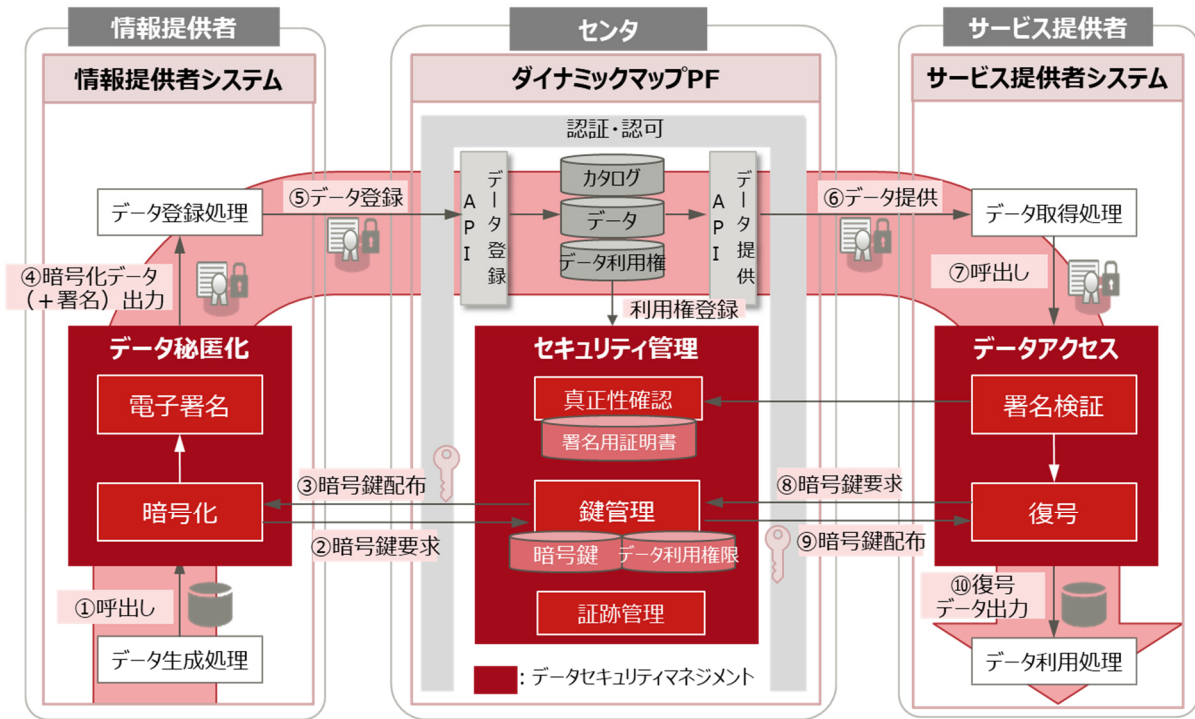 情報提供者
センタ
サービス提供者
情報提供者システム
ダイナミックマップPF
サービス提供者システム
認証・認可
データ登録API
カタログ
データ
データ利用権
データ提供API
データ登録処理
⑤データ登録
⑥データ提供
データ取得処理
④暗号化データ
(+署名)出力
⑦呼出し
利用権登録
データ秘匿化
電子署名
暗号化
セキュリティ管理
真正性確認
署名用証明書
鍵管理
暗号鍵
データ利用権限
証跡管理
データアクセス
署名検証
復号
③暗号鍵配布
②暗号鍵要求
⑧暗号鍵要求
⑨暗号鍵配布
①呼出し
データ生成処理
⑩復号
データ出力
データ利用処理
:データセキュリティマネジメント